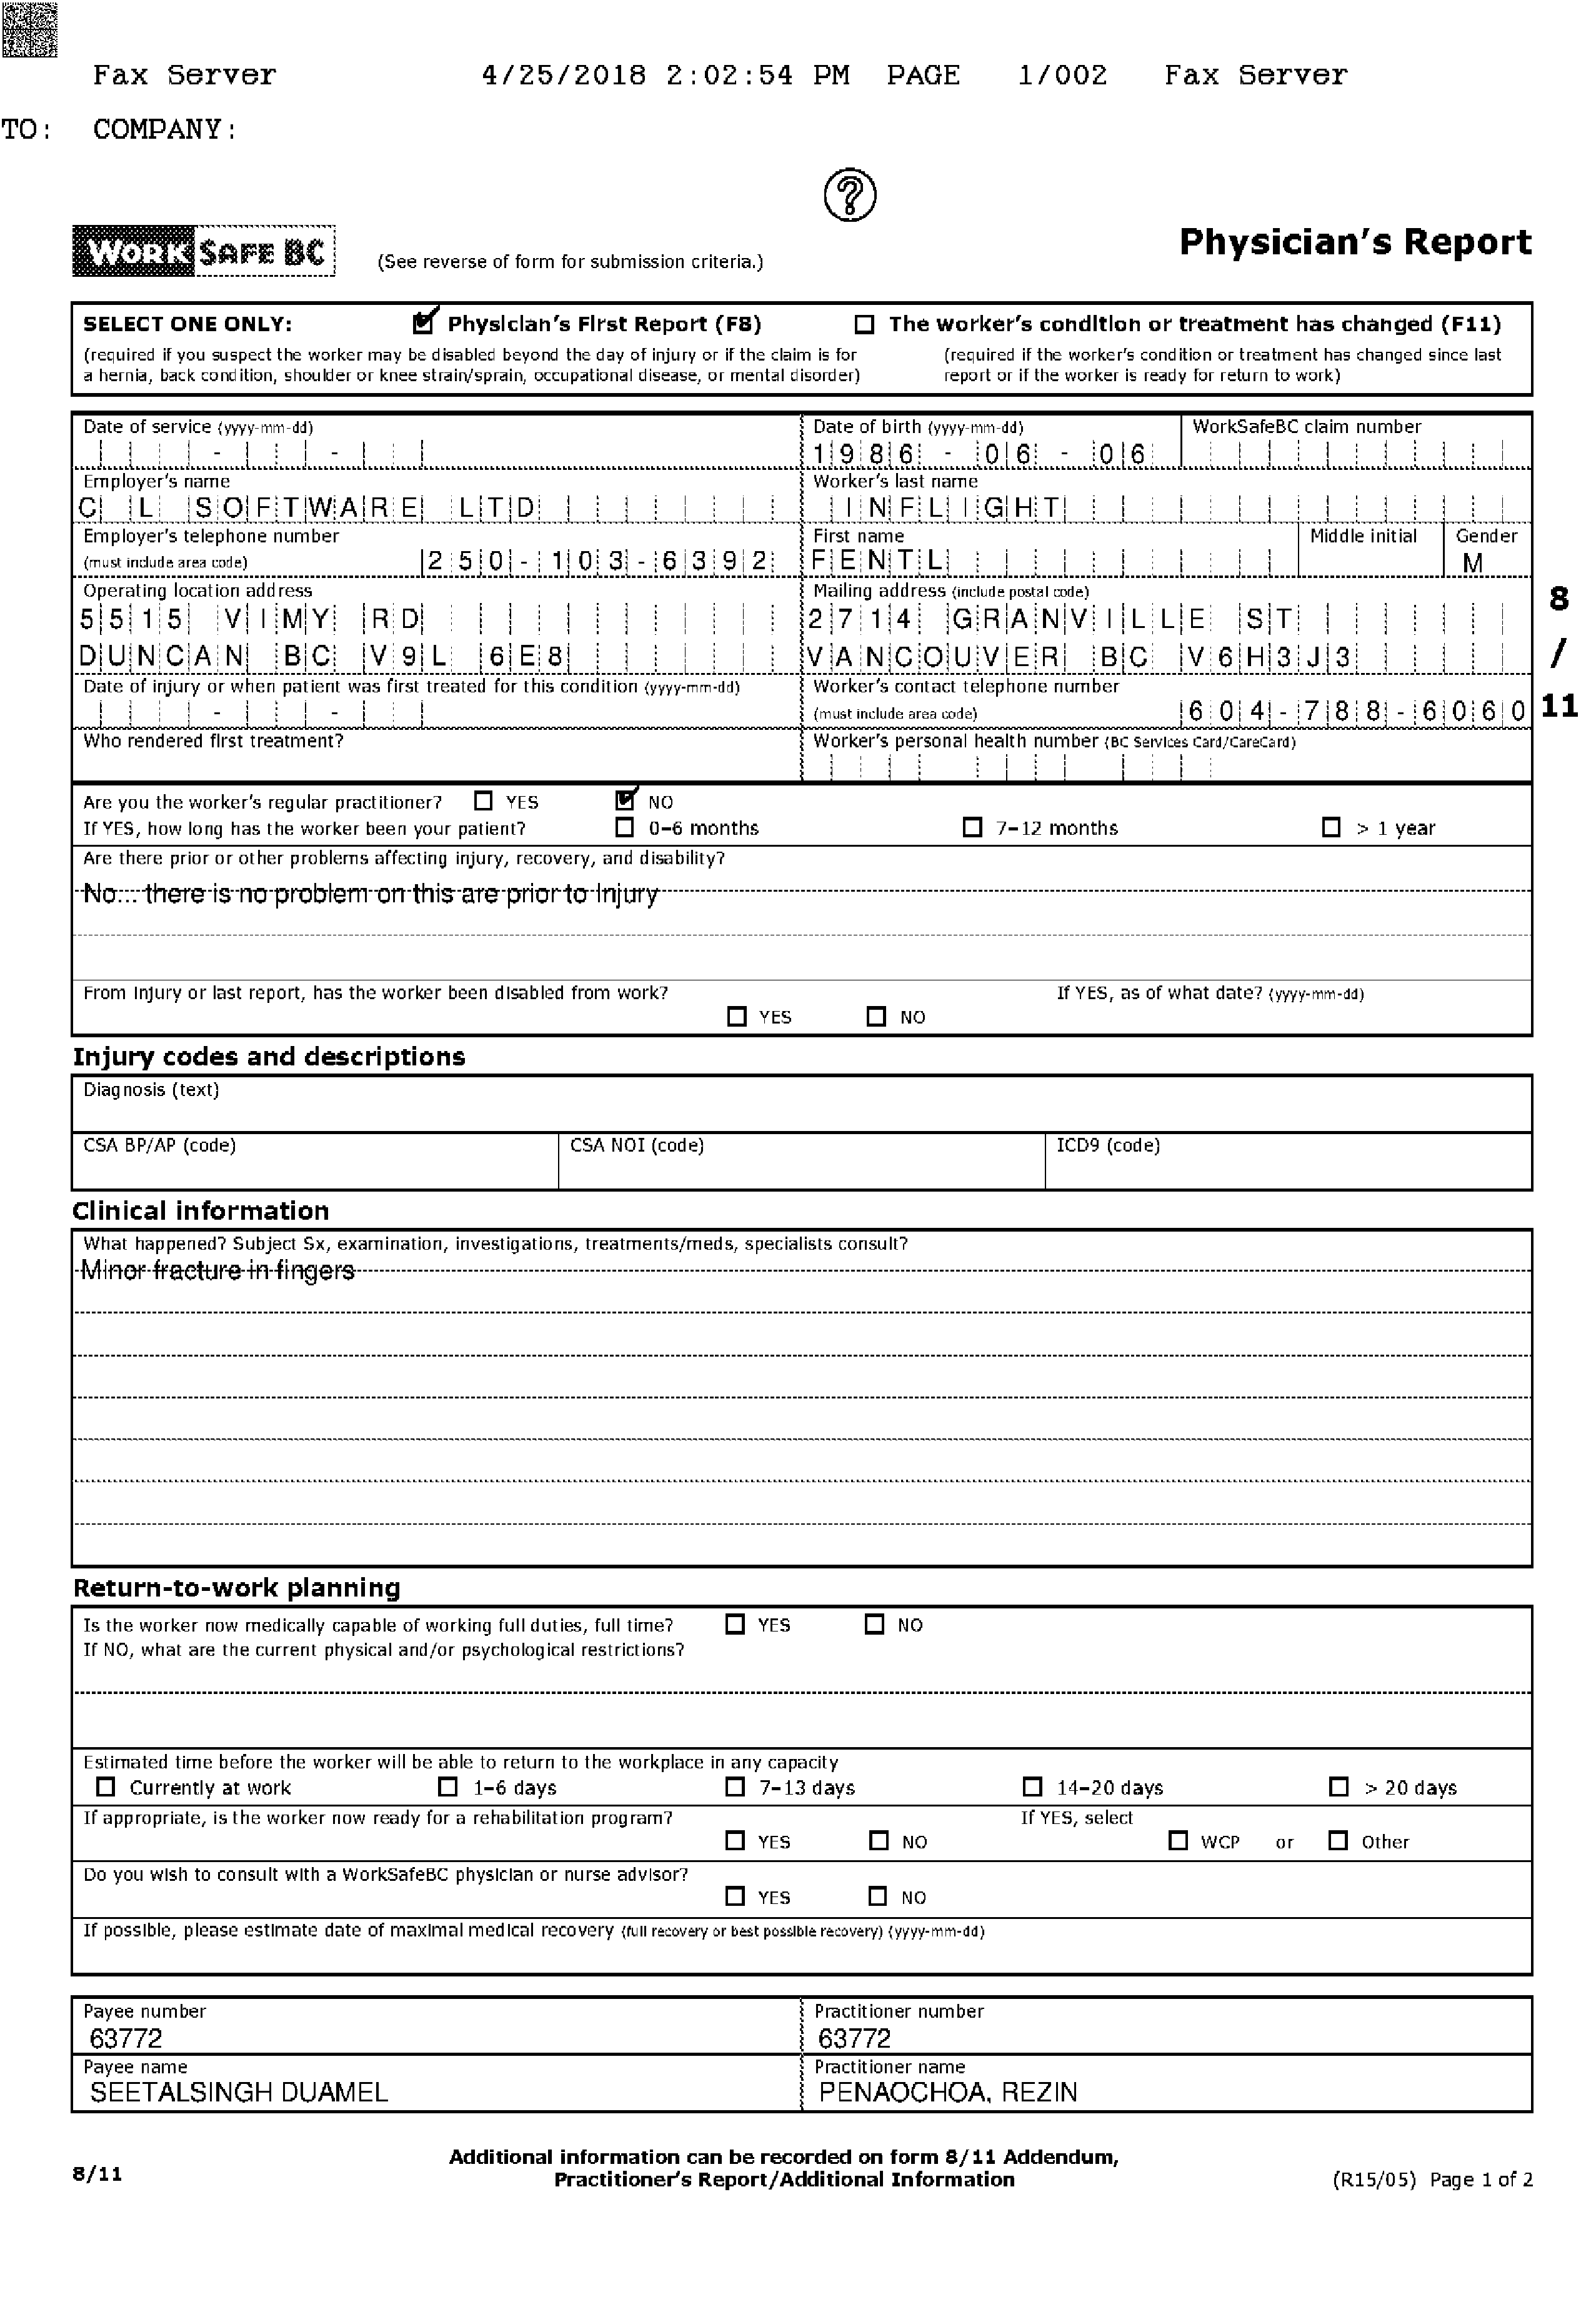 Fax Server 4/25/2018 2:02:54 PM PAGE 1/002 Fax Server
TO: COMPANY:
?
WORK SAFE BC (See reverse of form for submission criteria.) Physician's Report
SELECT ONE ONLY: Physician's First Report (F8) The worker's condition or treatment has changed (F11)
(required if you suspect the worker may be disabled beyond the day of injury or if the claim is for (required if the worker's condition or treatment has changed since last
a hernia, back condition, shoulder or knee strain/sprain, occupational disease, or mental disorder) report or if the worker is ready for return to work)
Date of service (yyyy-mm-dd) Date of birth (yyyy-mm-dd) WorkSafeBC claim number
- - 1986 - 06 - 06
Employer's name Worker's last name
C L SOFTWARE LTD INFLIGHT
Employer's telephone number First name Middle initial Gender
(must include area code) 250-103-6392 FENTL M
Operating location address Mailing address (include postal code)
5515 VIMY RD 2714 GRANVILLE ST
DUNCAN BC V9L 6E8 VANCOUVER BC V6H3J3
8
/
11
Date of injury or when patient was first treated for this condition (yyyy-mm-dd) Worker's contact telephone number
- - (must include area code) 604-788-6060
Who rendered first treatment? Worker's personal health number (BC Services Card/CareCard)
Are you the worker's regular practitioner? YES NO
If YES, how long has the worker been your patient? 0-6 months 7-12 months > 1 year
Are there prior or other problems affecting injury, recovery, and disability?
No... there is no problem on this are prior to Injury
From injury or last report, has the worker been disabled from work? If YES, as of what date? (yyyy-mm-dd)
YES NO
Injury codes and descriptions
Diagnosis (text)
CSA BP/AP (code) CSA NOI (code) ICD9 (code)
Clinical information
What happened? Subject Sx, examination, investigations, treatments/meds, specialists consult?
Minor fracture in fingers
Return-to-work planning
Is the worker now medically capable of working full duties, full time? YES NO
If NO, what are the current physical and/or psychological restrictions?
Estimated time before the worker will be able to return to the workplace in any capacity
Currently at work 1-6 days 7-13 days 14-20 days > 20 days
If appropriate, is the worker now ready for a rehabilitation program? If YES, select
YES NO WCP or Other
Do you wish to consult with a WorkSafeBC physician or nurse advisor?
YES NO
If possible, please estimate date of maximal medical recovery (full recovery or best possible recovery) (yyyy-mm-dd)
Payee number Practitioner number
63772 63772
Payee name Practitioner name
SEETALSINGH DUAMEL PENAOCHOA, REZIN
Additional information can be recorded on form 8/11 Addendum,
8/11 Practitioner's Report/Additional Information (R15/05) Page 1 of 2